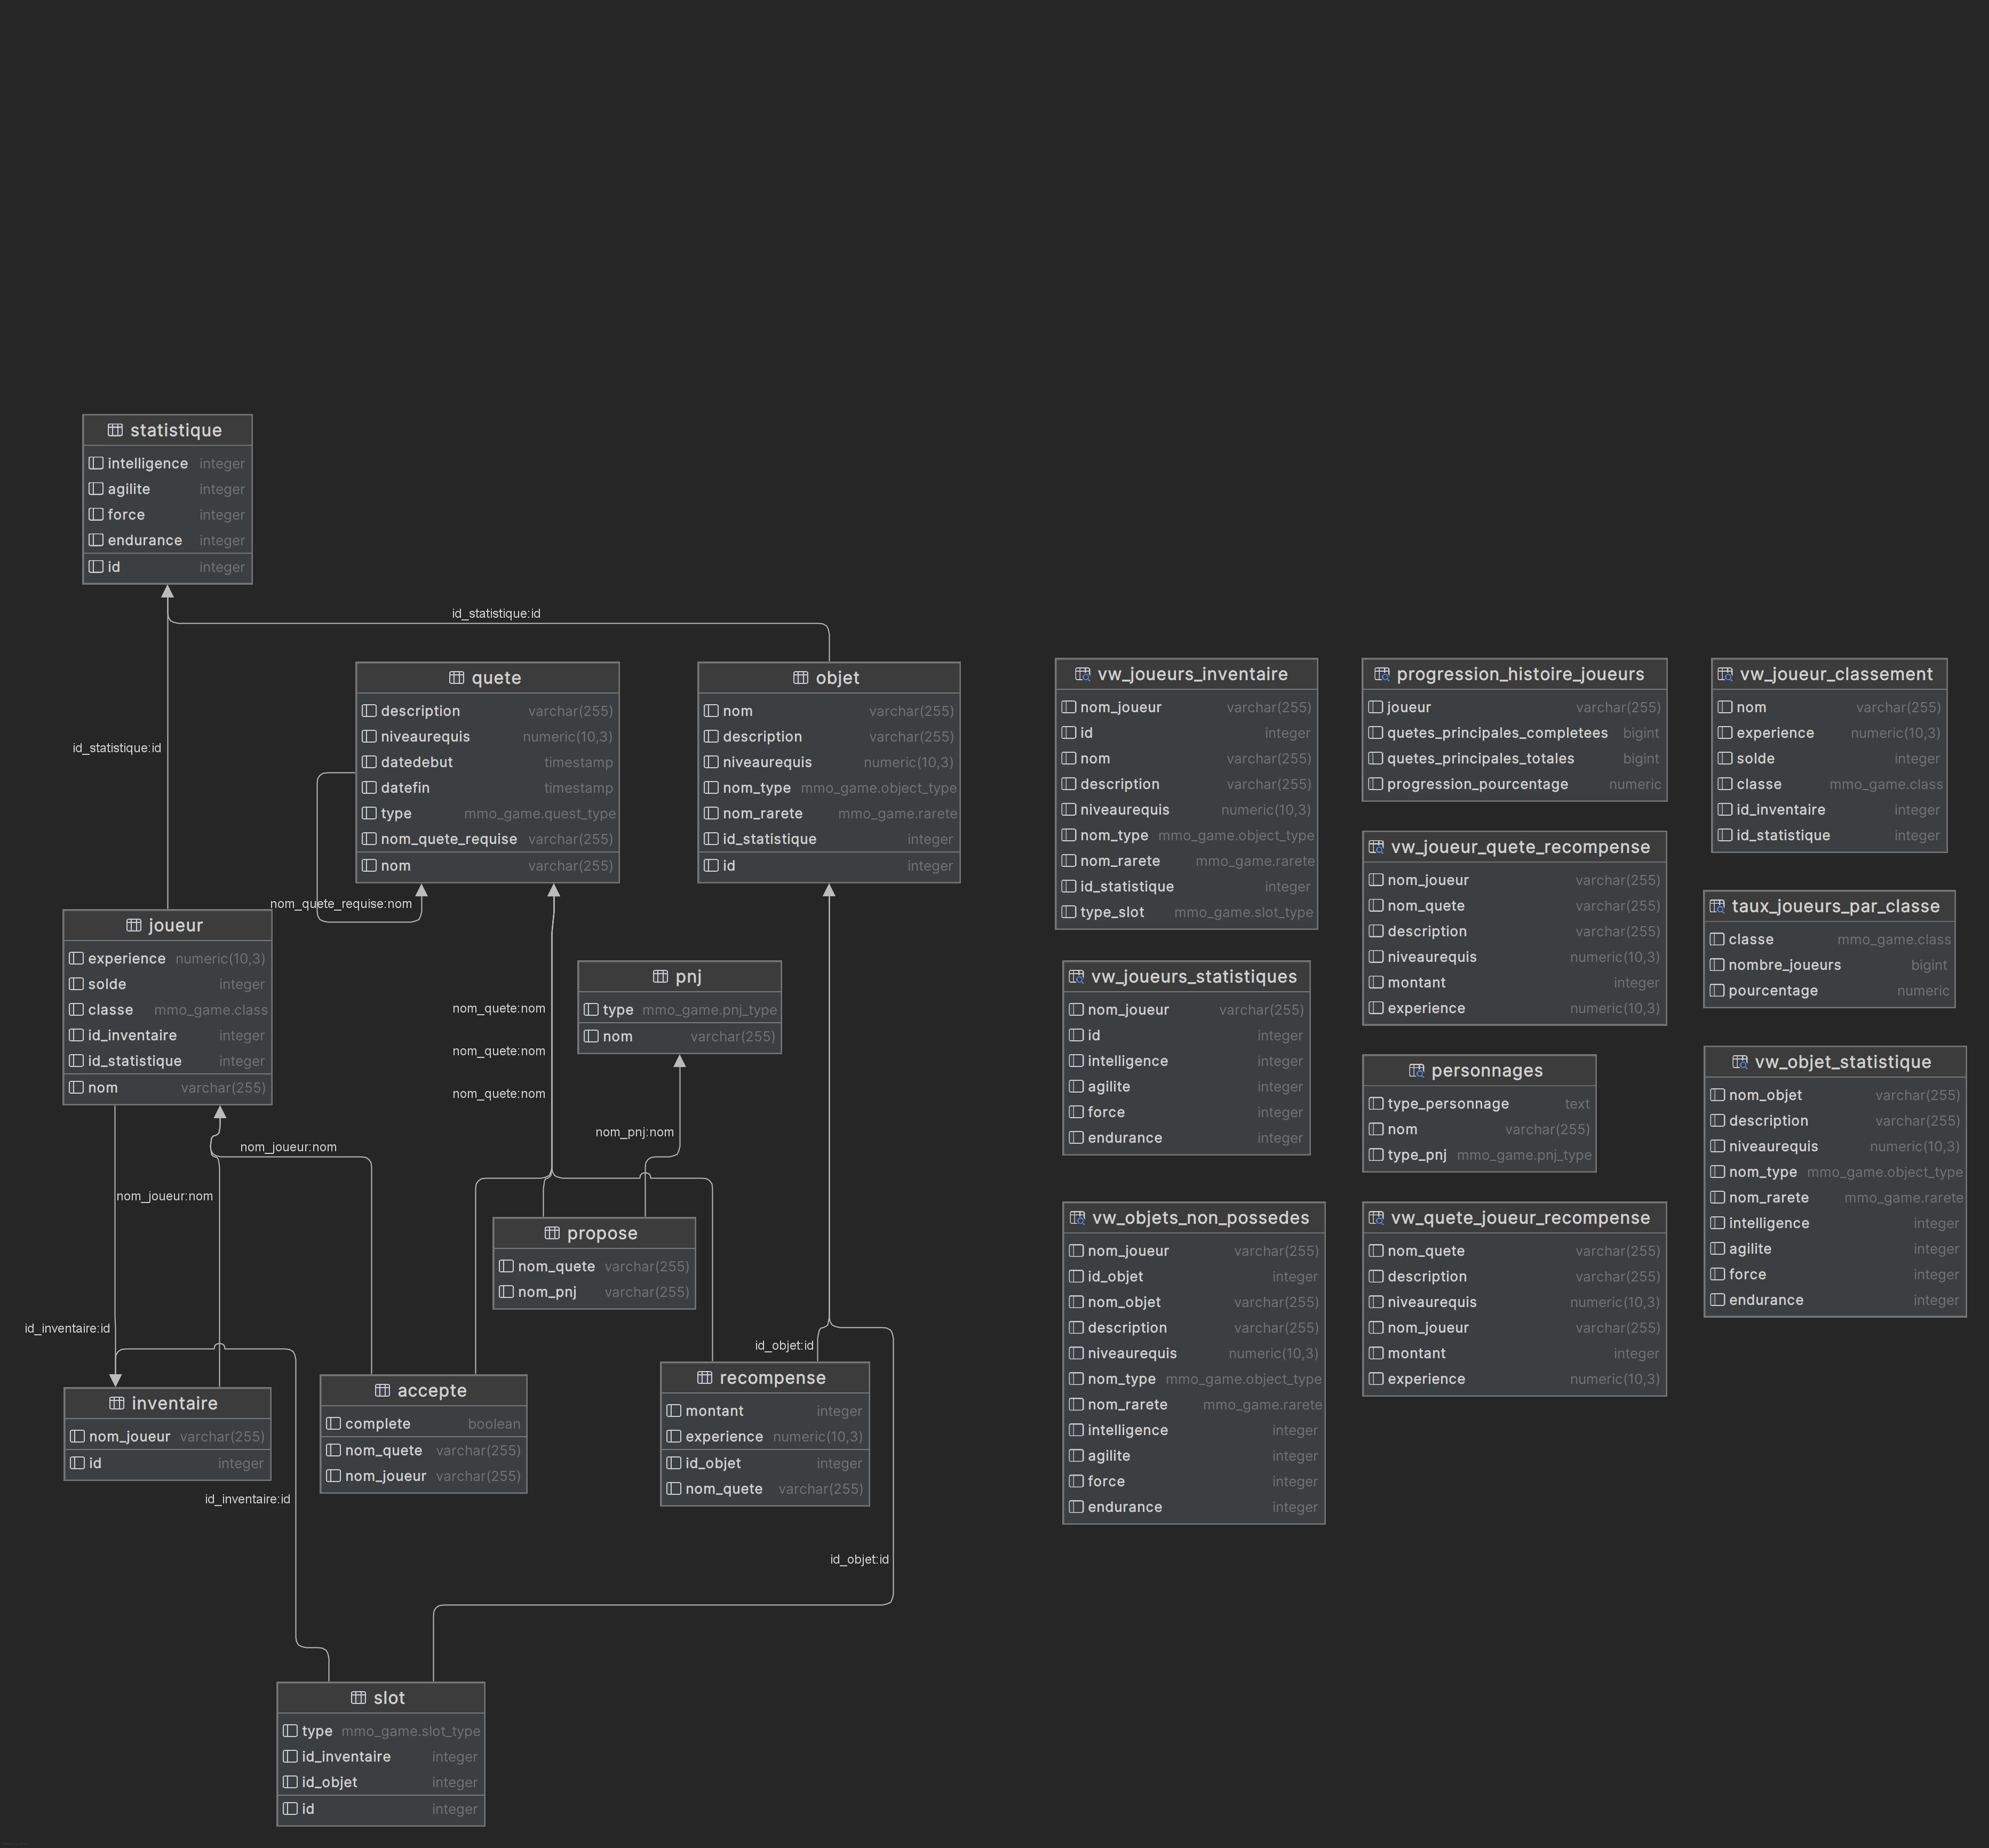 statistique
intelligence integer
agilite integer
force integer
endurance integer
id integer
id_statistique:id
id_statistique:id
quete
description varchar(255)
niveaurequis numeric(10,3)
datedebut timestamp
datefin timestamp
type mmo_game.quest_type
nom_quete_requise varchar(255)
nom varchar(255)
nom_quete_requise:nom
objet
nom varchar(255)
description varchar(255)
niveaurequis numeric(10,3)
nom_type mmo_game.object_type
nom_rarete mmo_game.rarete
id_statistique integer
id integer
joueur
experience numeric(10,3)
solde integer
classe mmo_game.class
id_inventaire integer
id_statistique integer
nom varchar(255)
pnj
type mmo_game.pnj_type
nom varchar(255)
nom_quete:nom
nom_quete:nom
nom_quete:nom
nom_pnj:nom
nom_joueur:nom
nom_joueur:nom
propose
nom_quete varchar(255)
nom_pnj varchar(255)
id_inventaire:id
id_objet:id
inventaire
nom_joueur varchar(255)
id integer
accepte
complete boolean
nom_quete varchar(255)
nom_joueur varchar(255)
recompense
montant integer
experience numeric(10,3)
id_objet integer
nom_quete varchar(255)
id_inventaire:id
id_objet:id
slot
type mmo_game.slot_type
id_inventaire integer
id_objet integer
id integer
vw_joueurs_inventaire
nom_joueur varchar(255)
id integer
nom varchar(255)
description varchar(255)
niveaurequis numeric(10,3)
nom_type mmo_game.object_type
nom_rarete mmo_game.rarete
id_statistique integer
type_slot mmo_game.slot_type
vw_joueurs_statistiques
nom_joueur varchar(255)
id integer
intelligence integer
agilite integer
force integer
endurance integer
vw_objets_non_possedes
nom_joueur varchar(255)
id_objet integer
nom_objet varchar(255)
description varchar(255)
niveaurequis numeric(10,3)
nom_type mmo_game.object_type
nom_rarete mmo_game.rarete
intelligence integer
agilite integer
force integer
endurance integer
progression_histoire_joueurs
joueur varchar(255)
quetes_principales_completees bigint
quetes_principales_totales bigint
progression_pourcentage numeric
vw_joueur_quete_recompense
nom_joueur varchar(255)
nom_quete varchar(255)
description varchar(255)
niveaurequis numeric(10,3)
montant integer
experience numeric(10,3)
personnages
type_personnage text
nom varchar(255)
type_pnj mmo_game.pnj_type
vw_quete_joueur_recompense
nom_quete varchar(255)
description varchar(255)
niveaurequis numeric(10,3)
nom_joueur varchar(255)
montant integer
experience numeric(10,3)
vw_joueur_classement
nom varchar(255)
experience numeric(10,3)
solde integer
classe mmo_game.class
id_inventaire integer
id_statistique integer
taux_joueurs_par_classe
classe mmo_game.class
nombre_joueurs bigint
pourcentage numeric
vw_objet_statistique
nom_objet varchar(255)
description varchar(255)
niveaurequis numeric(10,3)
nom_type mmo_game.object_type
nom_rarete mmo_game.rarete
intelligence integer
agilite integer
force integer
endurance integer